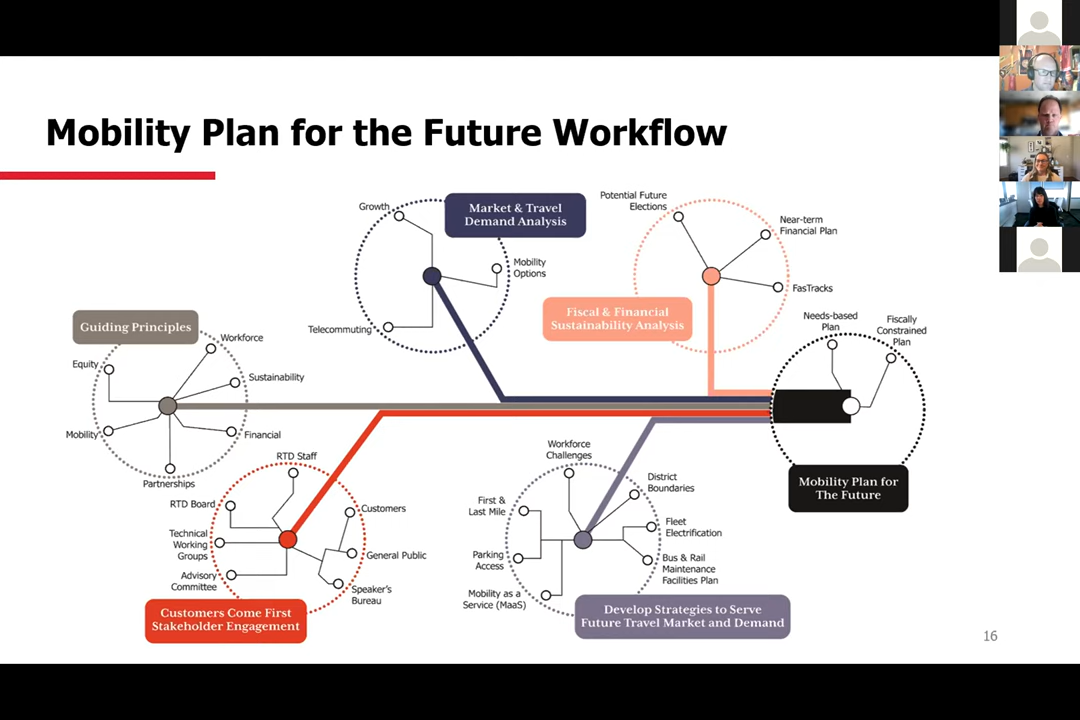 Mobility Plan for the Future Workflow
Growth
Market & Travel
Demand Analysis
Mobility
Options
Telecommuting
Potential Future
Elections
Near-term
Financial Plan
FasTracks
Fiscal & Financial
Sustainability Analysis
Guiding Principles
Workforce
Equity
Sustainability
Mobility
Financial
Partnerships
Needs-based
Plan
Fiscally
Constrained
Plan
Mobility Plan for
The Future
RTD Staff
RTD Board
Customers
Technical
Working
Groups
General Public
Advisory
Committee
Speaker's
Bureau
Customers Come First
Stakeholder Engagement
Workforce
Challenges
District
Boundaries
First &
Last Mile
Fleet
Electrification
Parking
Access
Bus & Rail
Maintenance
Facilities Plan
Mobility as a
Service (MaaS)
Develop Strategies to Serve
Future Travel Market and Demand
16